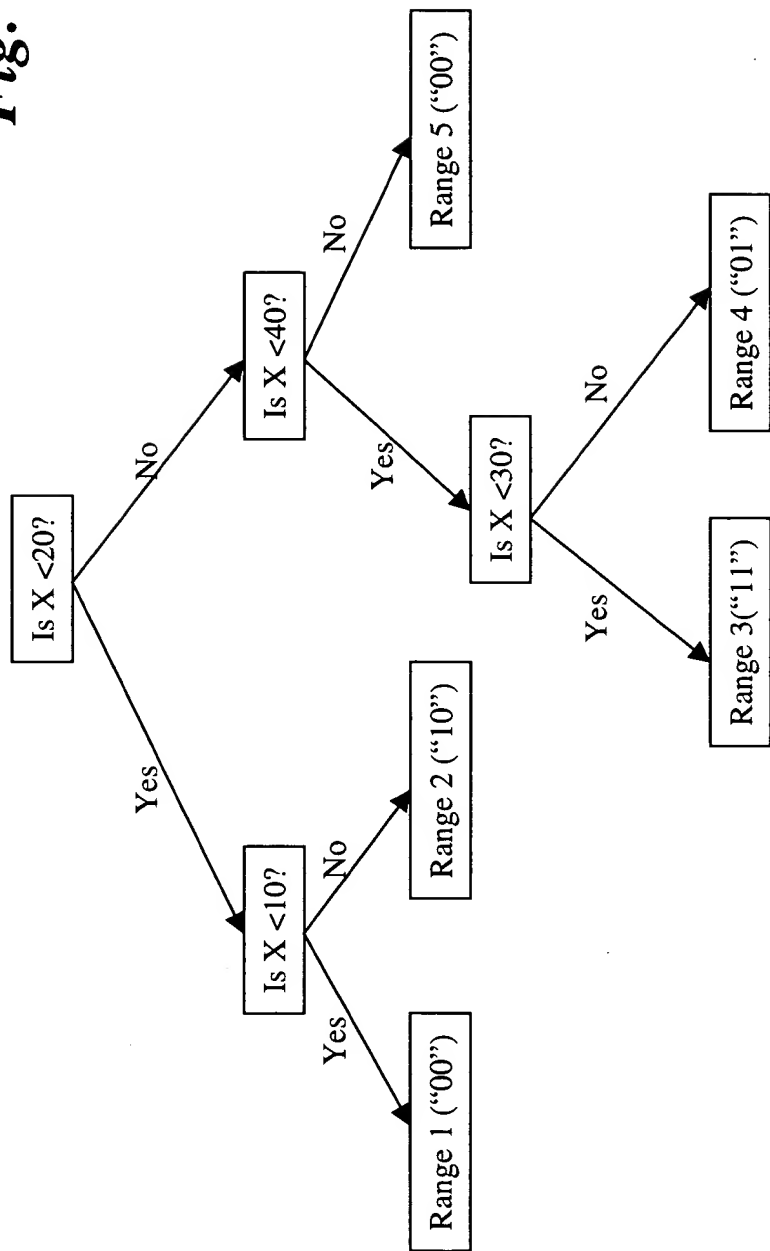 Fig.
Is X <20?
Yes
No
Is X <10?
Is X <40?
Yes
No
Yes
No
Range 1 (“00”)
Range 2 (“10”)
Is X <30?
Range 5 (“00”)
Yes
No
Range 3(“11”)
Range 4 (“01”)